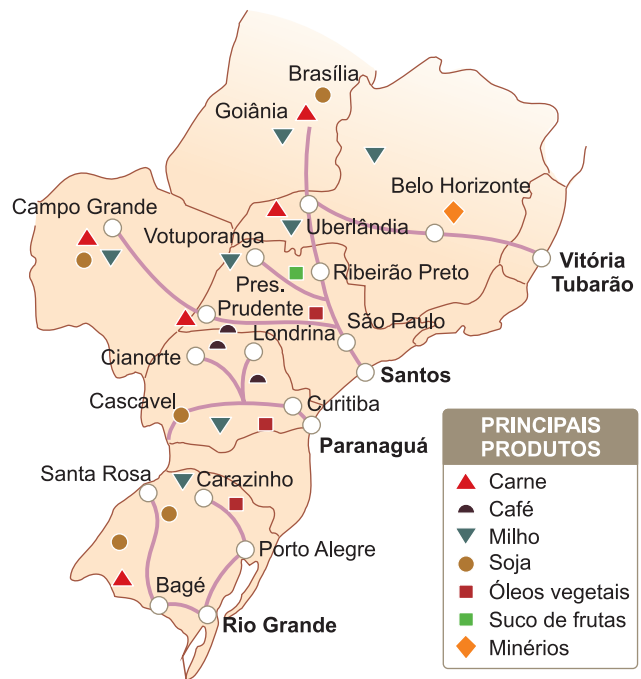 Brasília
Goiânia
Belo Horizonte
Campo Grande
Uberlândia
Votuporanga
Vitória
Tubarão
Ribeirão Preto
Pres.
Prudente
São Paulo
Londrina
Cianorte
Santos
Cascavel
Curitiba
Paranaguá
Santa Rosa
Carazinho
Porto Alegre
Bagé
Rio Grande
PRINCIPAIS
PRODUTOS
Carne
Café
Milho
Soja
Óleos vegetais
Suco de frutas
Minérios